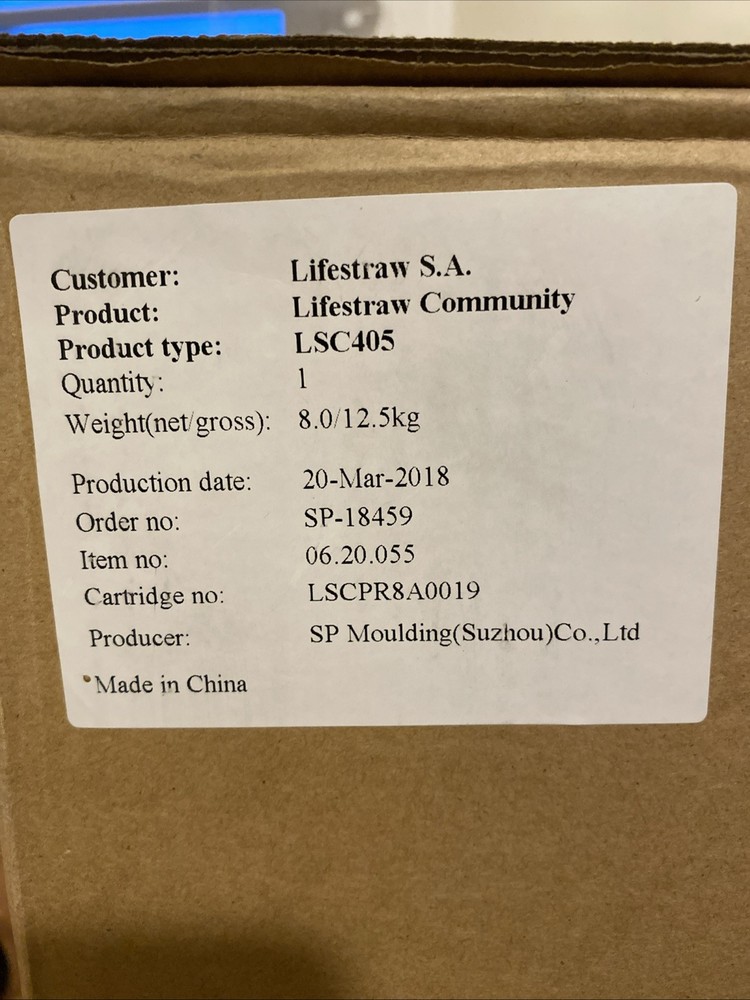 Customer: Lifestraw S.A.
Product: Lifestraw Community
Product type: LSC405
Quantity: 1
Weight(net/gross): 8.0/12.5kg
Production date: 20-Mar-2018
Order no: SP-18459
Item no: 06.20.055
Cartridge no: LSCPR8A0019
Producer: SP Moulding(Suzhou)Co.,Ltd
Made in China